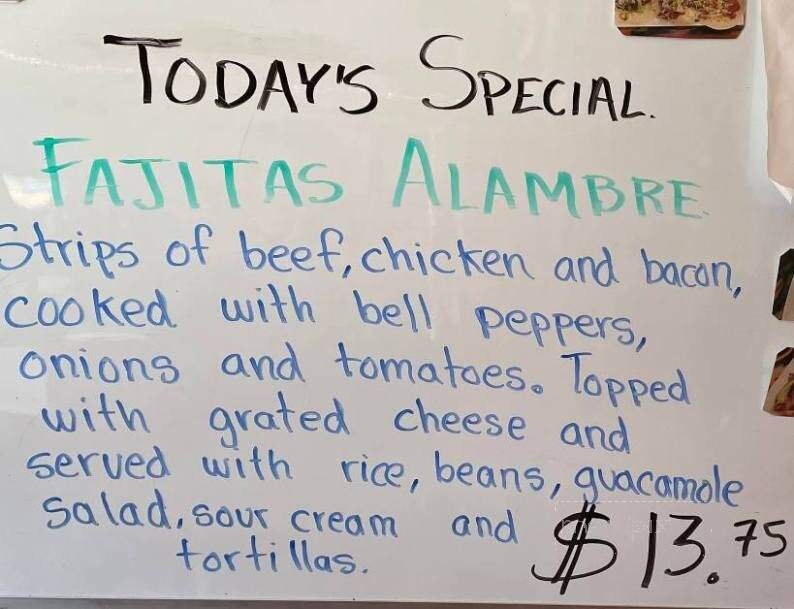 TODAY'S SPECIAL.
FAJITAS ALAMBRE.
Strips of beef, chicken and bacon,
cooked with bell peppers,
onions and tomatoes. Topped
with grated cheese and
served with rice, beans, guacamole
salad, sour cream and
tortillas. $13.75